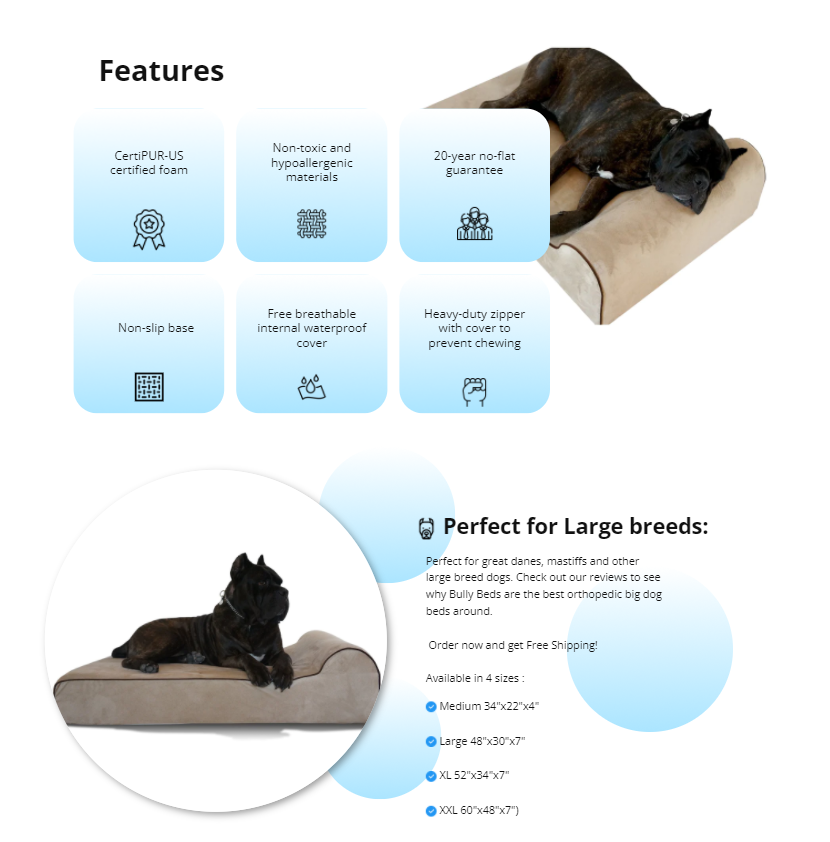 Features
CertiPUR-US
certified foam
Non-toxic and
hypoallergenic
materials
20-year no-flat
guarantee
Non-slip base
Free breathable
internal waterproof
cover
Heavy-duty zipper
with cover to
prevent chewing
Perfect for Large breeds:
Perfect for great danes, mastiffs and other
large breed dogs. Check out our reviews to see
why Bully Beds are the best orthopedic big dog
beds around.
Order now and get Free Shipping!
Available in 4 sizes :
Medium 34"x22"x4"
Large 48"x30"x7"
XL 52"x34"x7"
XXL 60"x48"x7")